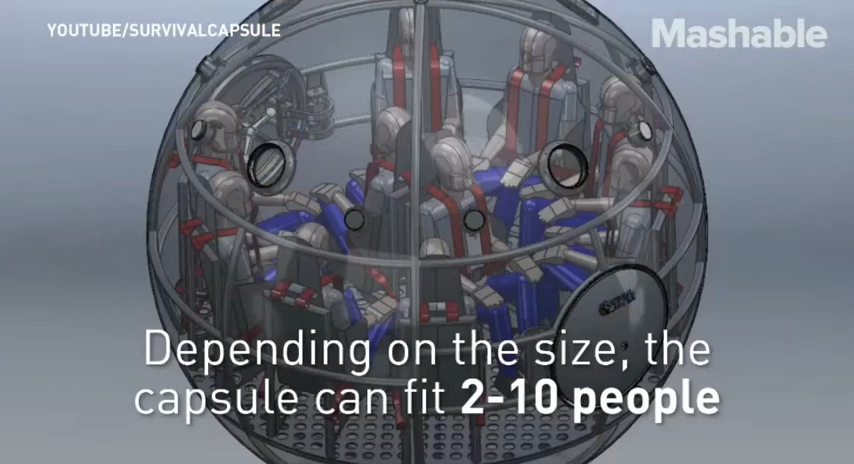 YOUTUBE/SURVIVALCAPSULE
Mashable
Depending on the size, the
capsule can fit 2-10 people